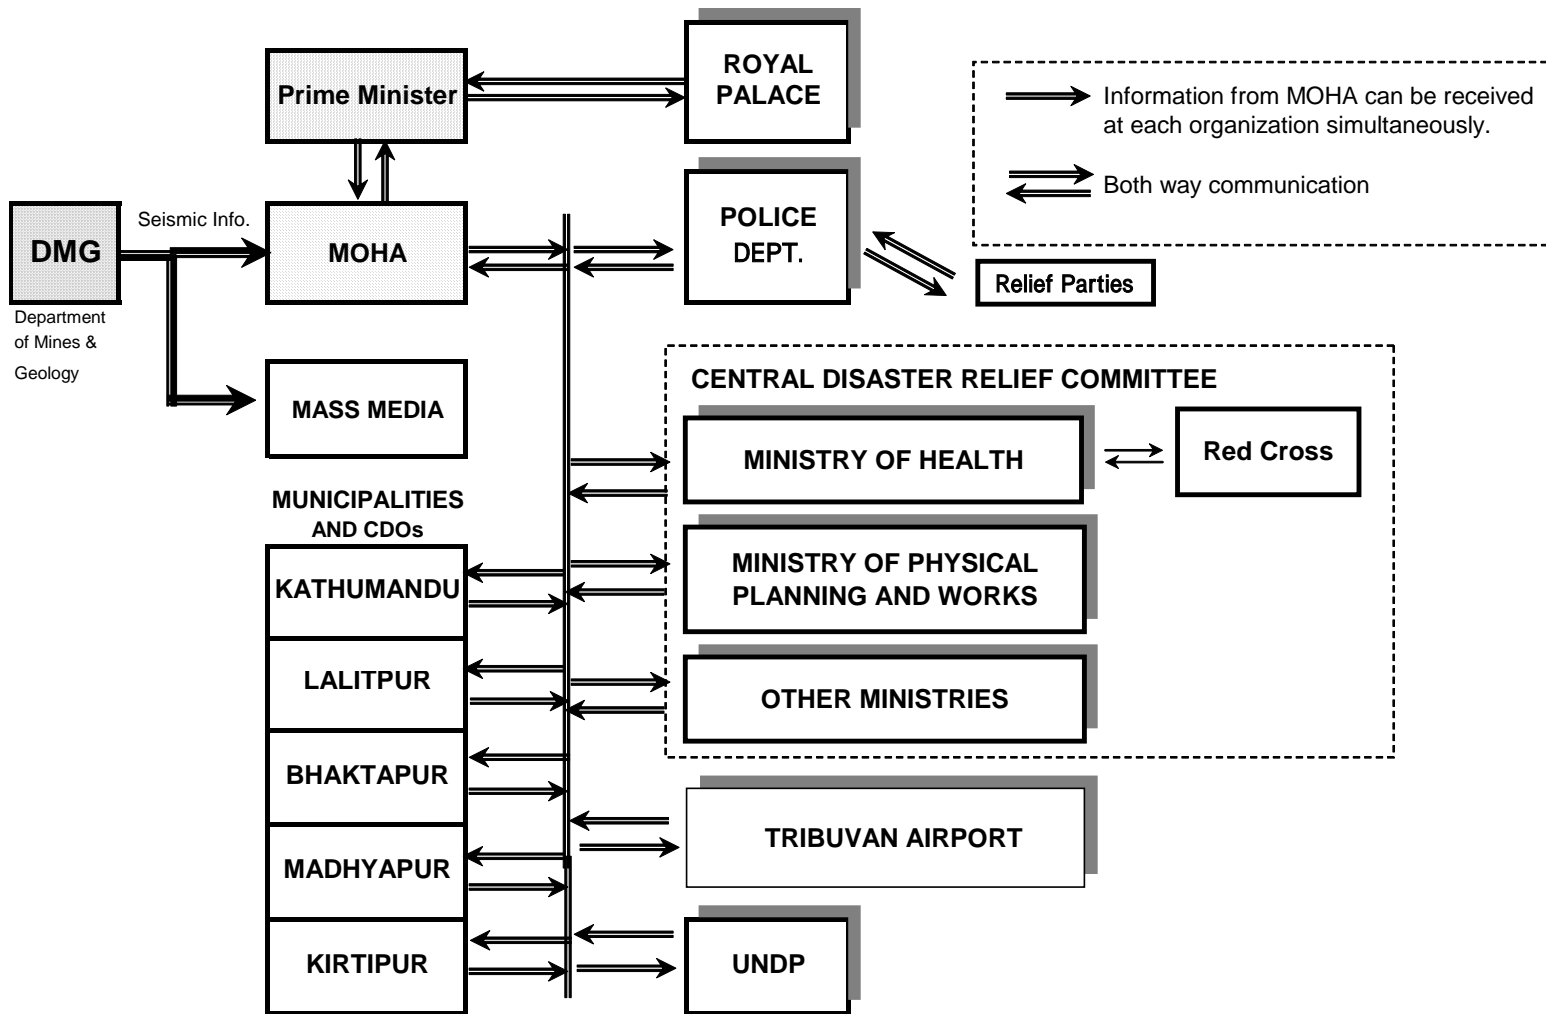 ROYAL
PALACE
Prime Minister
Information from MOHA can be received
at each organization simultaneously.
Both way communication
Seismic Info.
DMG
MOHA
POLICE
DEPT.
Relief Parties
Department
of Mines &
Geology
MASS MEDIA
CENTRAL DISASTER RELIEF COMMITTEE
MINISTRY OF HEALTH
Red Cross
MUNICIPALITIES
AND CDOs
KATHUMANDU
MINISTRY OF PHYSICAL
PLANNING AND WORKS
LALITPUR
OTHER MINISTRIES
BHAKTAPUR
TRIBUVAN AIRPORT
MADHYAPUR
KIRTIPUR
UNDP